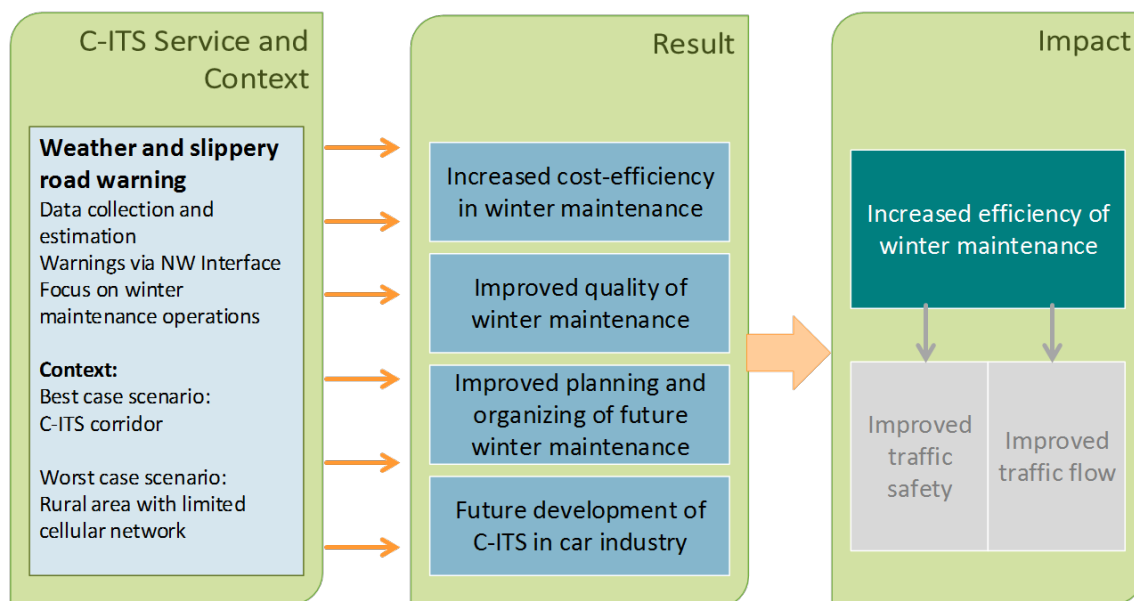 C-ITS Service and
Context
Weather and slippery
road warning
Data collection and
estimation
Warnings via NW Interface
Focus on winter
maintenance operations
Context:
Best case scenario:
C-ITS corridor
Worst case scenario:
Rural area with limited
cellular network
Result
Increased cost-efficiency
in winter maintenance
Improved quality of
winter maintenance
Improved planning and
organizing of future
winter maintenance
Future development of
C-ITS in car industry
Impact
Increased efficiency of
winter maintenance
Improved
traffic
safety
Improved
traffic flow